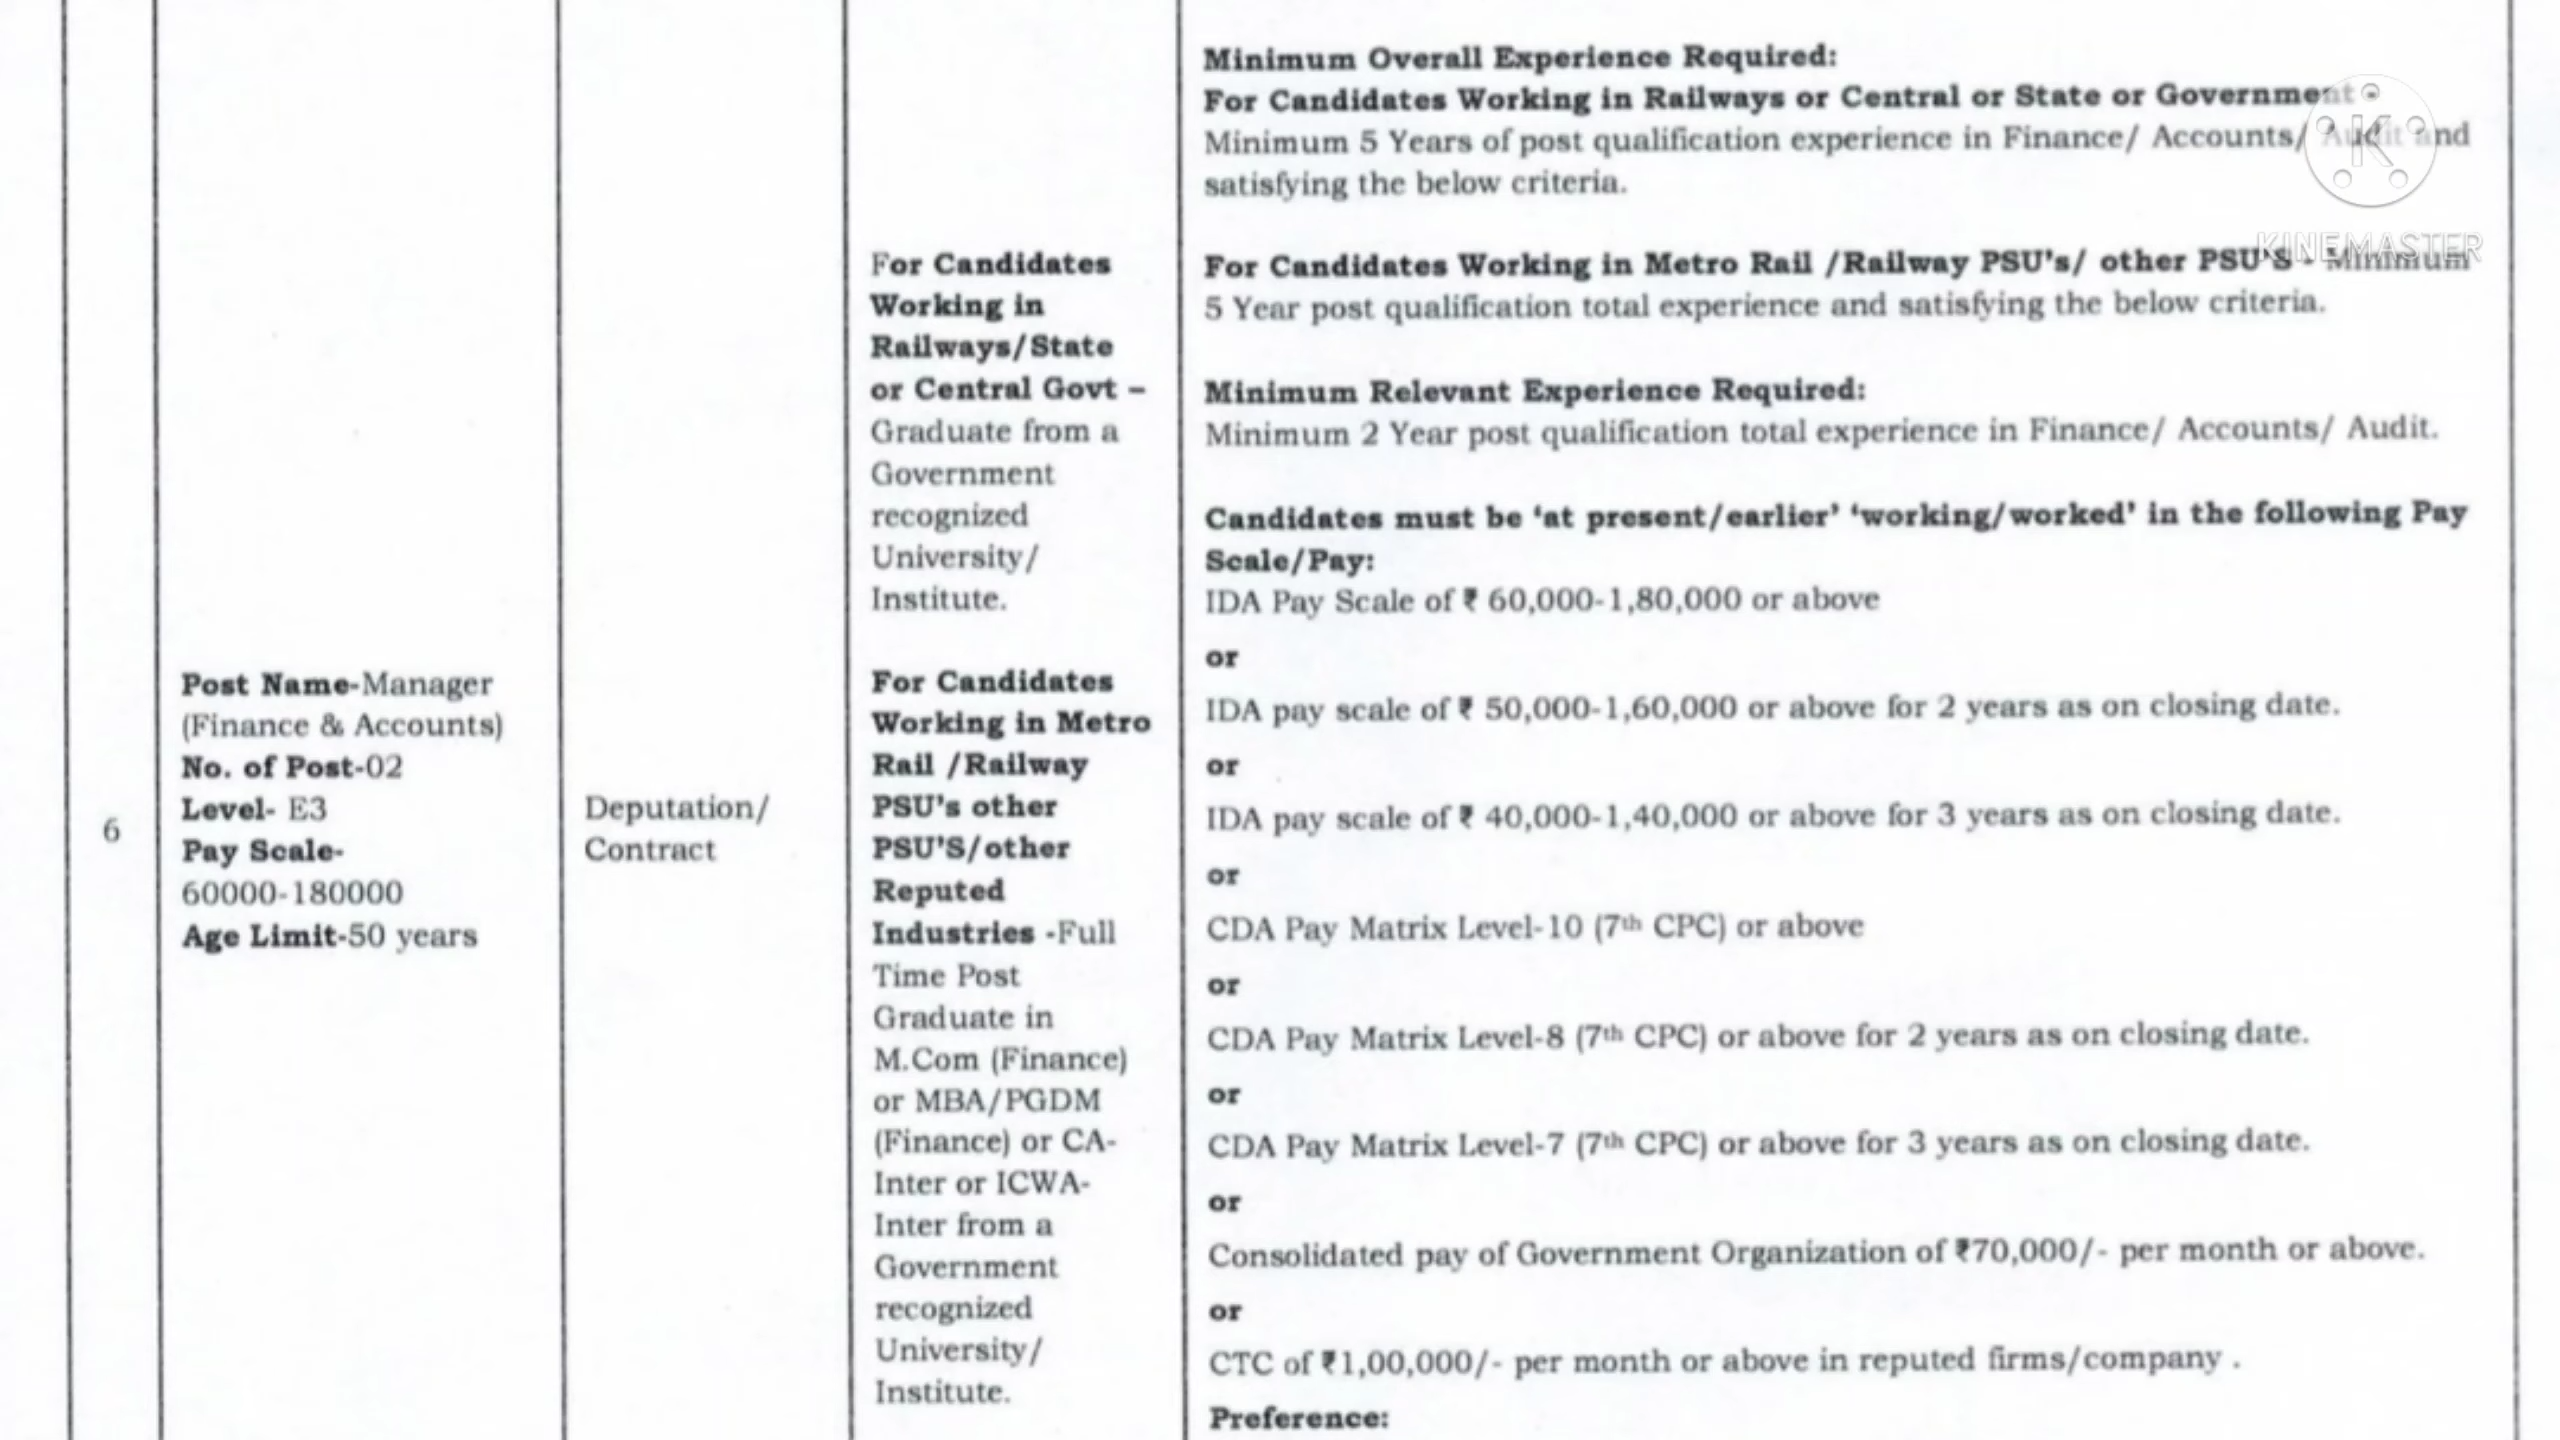 6
Post Name-Manager
(Finance & Accounts)
No. of Post-02
Level- E3
Pay Scale-
60000-180000
Age Limit-50 years
Deputation/
Contract
For Candidates
Working in
Railways/State
or Central Govt –
Graduate from a
Government
recognized
University/
Institute.
For Candidates
Working in Metro
Rail /Railway
PSU's other
PSU'S/other
Reputed
Industries -Full
Time Post
Graduate in
M.Com (Finance)
or MBA/PGDM
(Finance) or CA-
Inter or ICWA-
Inter from a
Government
recognized
University/
Institute.
Minimum Overall Experience Required:
For Candidates Working in Railways or Central or State or Government -
Minimum 5 Years of post qualification experience in Finance/ Accounts/ Audit and
satisfying the below criteria.
For Candidates Working in Metro Rail /Railway PSU's/ other PSU'S - Minimum
5 Year post qualification total experience and satisfying the below criteria.
Minimum Relevant Experience Required:
Minimum 2 Year post qualification total experience in Finance/ Accounts/ Audit.
Candidates must be 'at present/earlier' 'working/worked' in the following Pay
Scale/Pay:
IDA Pay Scale of ₹ 60,000-1,80,000 or above
or
IDA pay scale of ₹ 50,000-1,60,000 or above for 2 years as on closing date.
or
IDA pay scale of ₹ 40,000-1,40,000 or above for 3 years as on closing date.
or
CDA Pay Matrix Level-10 (7th CPC) or above
or
CDA Pay Matrix Level-8 (7th CPC) or above for 2 years as on closing date.
or
CDA Pay Matrix Level-7 (7th CPC) or above for 3 years as on closing date.
or
Consolidated pay of Government Organization of ₹70,000/- per month or above.
or
CTC of ₹1,00,000/- per month or above in reputed firms/company .
Preference:
K
KINEMASTER